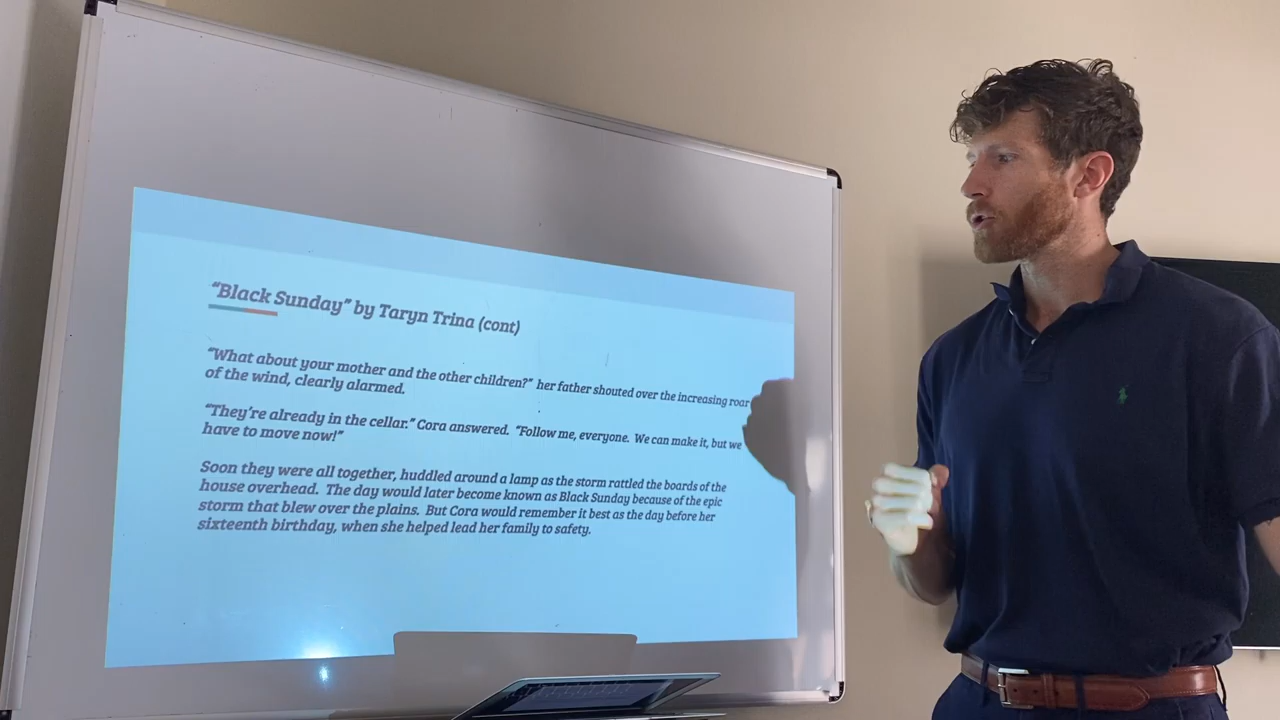 “Black Sunday” by Taryn Trina (cont)
“What about your mother and the other children?” her father shouted over the increasing roar
of the wind, clearly alarmed.
“They’re already in the cellar.” Cora answered. “Follow me, everyone. We can make it, but we
have to move now!”
Soon they were all together, huddled around a lamp as the storm rattled the boards of the
house overhead. The day would later become known as Black Sunday because of the epic
storm that blew over the plains. But Cora would remember it best as the day before her
sixteenth birthday, when she helped lead her family to safety.